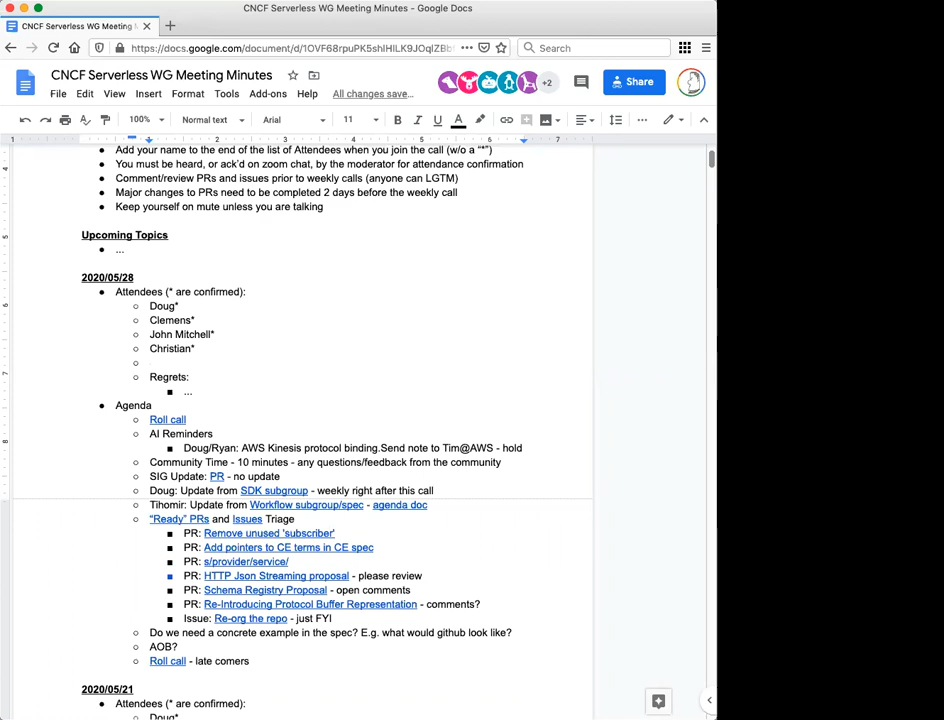 CNCF Serverless WG Meeting Minutes - Google Docs
CNCF Serverless WG Meeting
https://docs.google.com/document/d/1OVF68rpuPK5shIHILK9JOqlZBb
Search
CNCF Serverless WG Meeting Minutes
+2
Share
File Edit View Insert Format Tools Add-ons Help All changes save...
100% Normal text Arial 11 B I U A
1 1 2 3 4 5 6 7
Add your name to the end of the list of Attendees when you join the call (w/o a "*")
You must be heard, or ack'd on zoom chat, by the moderator for attendance confirmation
Comment/review PRs and issues prior to weekly calls (anyone can LGTM)
Major changes to PRs need to be completed 2 days before the weekly call
Keep yourself on mute unless you are talking
Upcoming Topics
...
2020/05/28
Attendees (* are confirmed):
Doug*
Clemens*
John Mitchell*
Christian*
Regrets:
...
Agenda
Roll call
AI Reminders
Doug/Ryan: AWS Kinesis protocol binding.Send note to Tim@AWS - hold
Community Time - 10 minutes - any questions/feedback from the community
SIG Update: PR - no update
Doug: Update from SDK subgroup - weekly right after this call
Tihomir: Update from Workflow subgroup/spec - agenda doc
"Ready" PRs and Issues Triage
PR: Remove unused 'subscriber'
PR: Add pointers to CE terms in CE spec
PR: s/provider/service/
PR: HTTP Json Streaming proposal - please review
PR: Schema Registry Proposal - open comments
PR: Re-Introducing Protocol Buffer Representation - comments?
Issue: Re-org the repo - just FYI
Do we need a concrete example in the spec? E.g. what would github look like?
AOB?
Roll call - late comers
2020/05/21
Attendees (* are confirmed):
Doug*